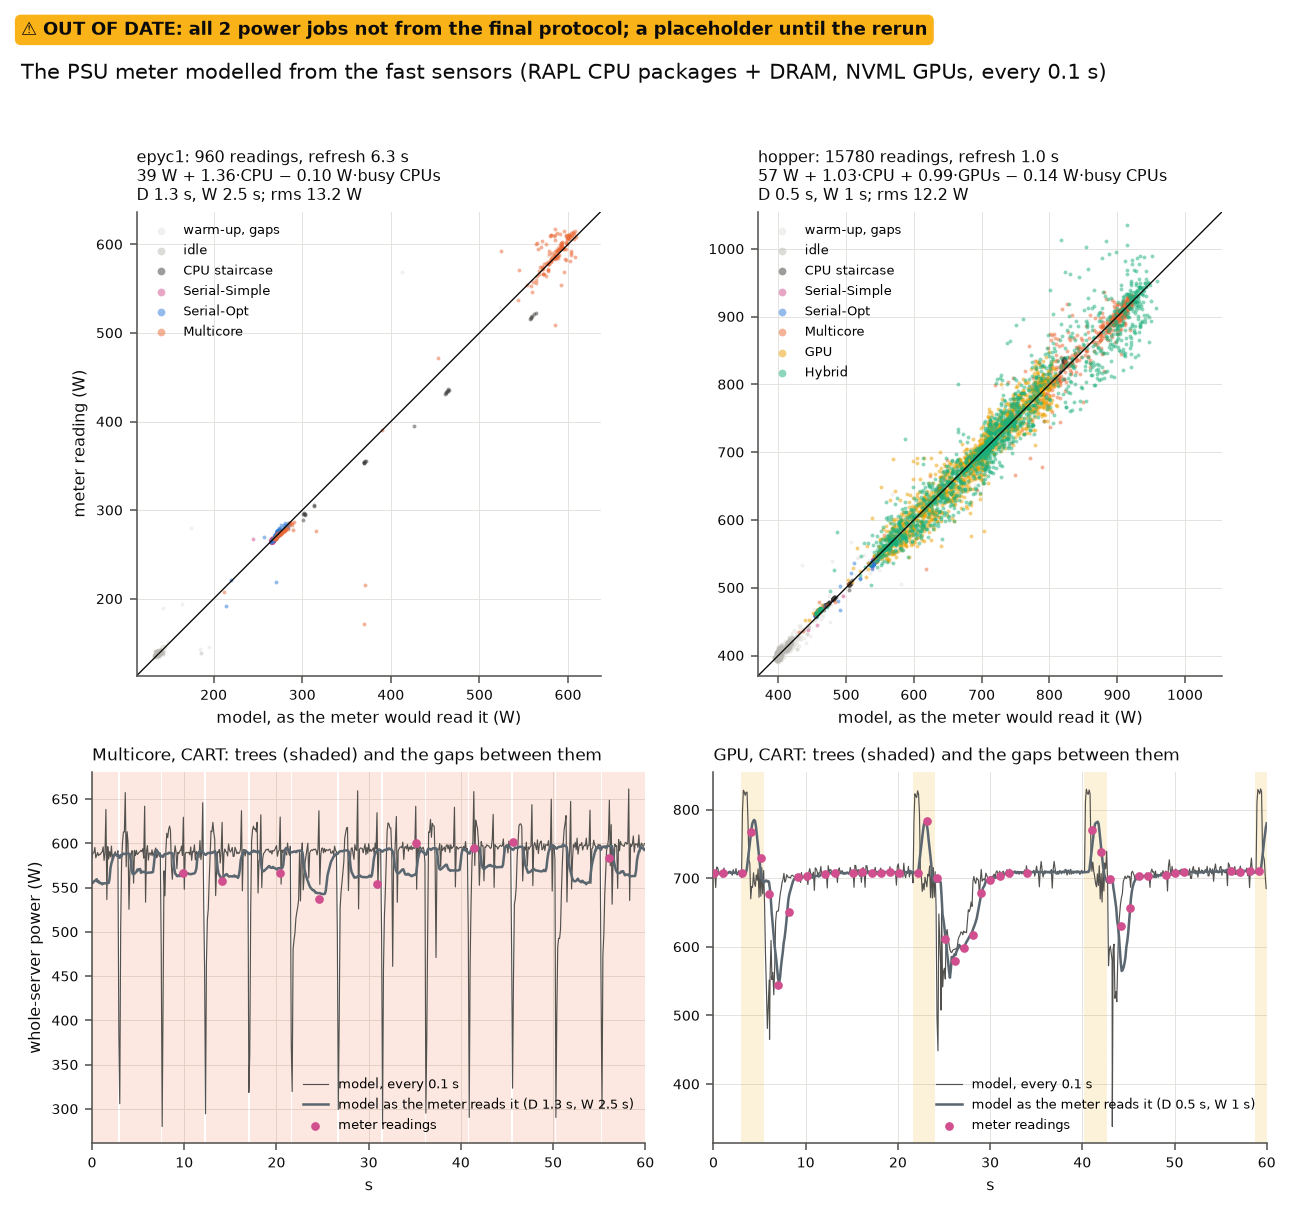 ⚠ OUT OF DATE: all 2 power jobs not from the final protocol; a placeholder until the rerun
The PSU meter modelled from the fast sensors (RAPL CPU packages + DRAM, NVML GPUs, every 0.1 s)
epyc1: 960 readings, refresh 6.3 s
39 W + 1.36·CPU − 0.10 W·busy CPUs
D 1.3 s, W 2.5 s; rms 13.2 W
meter reading (W)
600
500
400
300
200
warm-up, gaps
idle
CPU staircase
Serial-Simple
Serial-Opt
Multicore
200 300 400 500 600
model, as the meter would read it (W)
hopper: 15780 readings, refresh 1.0 s
57 W + 1.03·CPU + 0.99·GPUs − 0.14 W·busy CPUs
D 0.5 s, W 1 s; rms 12.2 W
1000
900
800
700
600
500
400
warm-up, gaps
idle
CPU staircase
Serial-Simple
Serial-Opt
Multicore
GPU
Hybrid
400 500 600 700 800 900 1000
model, as the meter would read it (W)
Multicore, CART: trees (shaded) and the gaps between them
whole-server power (W)
650
600
550
500
450
400
350
300
model, every 0.1 s
model as the meter reads it (D 1.3 s, W 2.5 s)
meter readings
0 10 20 30 40 50 60
s
GPU, CART: trees (shaded) and the gaps between them
800
700
600
500
400
model, every 0.1 s
model as the meter reads it (D 0.5 s, W 1 s)
meter readings
0 10 20 30 40 50 60
s